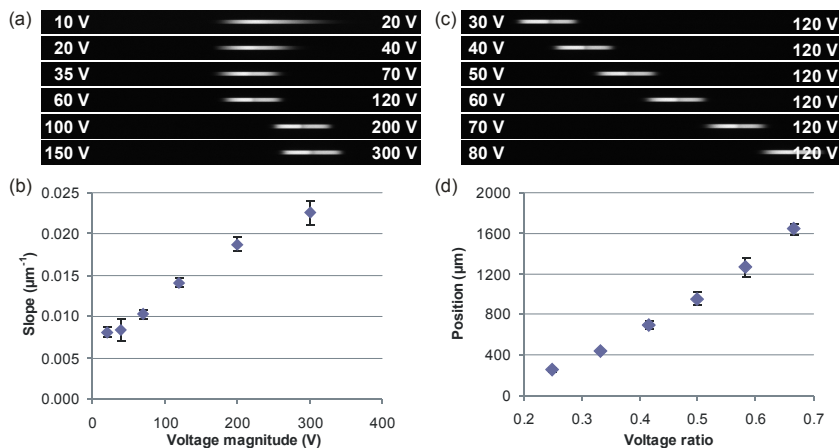 (a)
10 V 20 V
20 V 40 V
35 V 70 V
60 V 120 V
100 V 200 V
150 V 300 V
(c)
30 V 120 V
40 V 120 V
50 V 120 V
60 V 120 V
70 V 120 V
80 V 120 V
(b)
0.025
0.020
0.015
0.010
0.005
0.000
Slope (µm⁻¹)
0 100 200 300 400
Voltage magnitude (V)
(d)
2000
1600
1200
800
400
0
Position (µm)
0.2 0.3 0.4 0.5 0.6 0.7
Voltage ratio